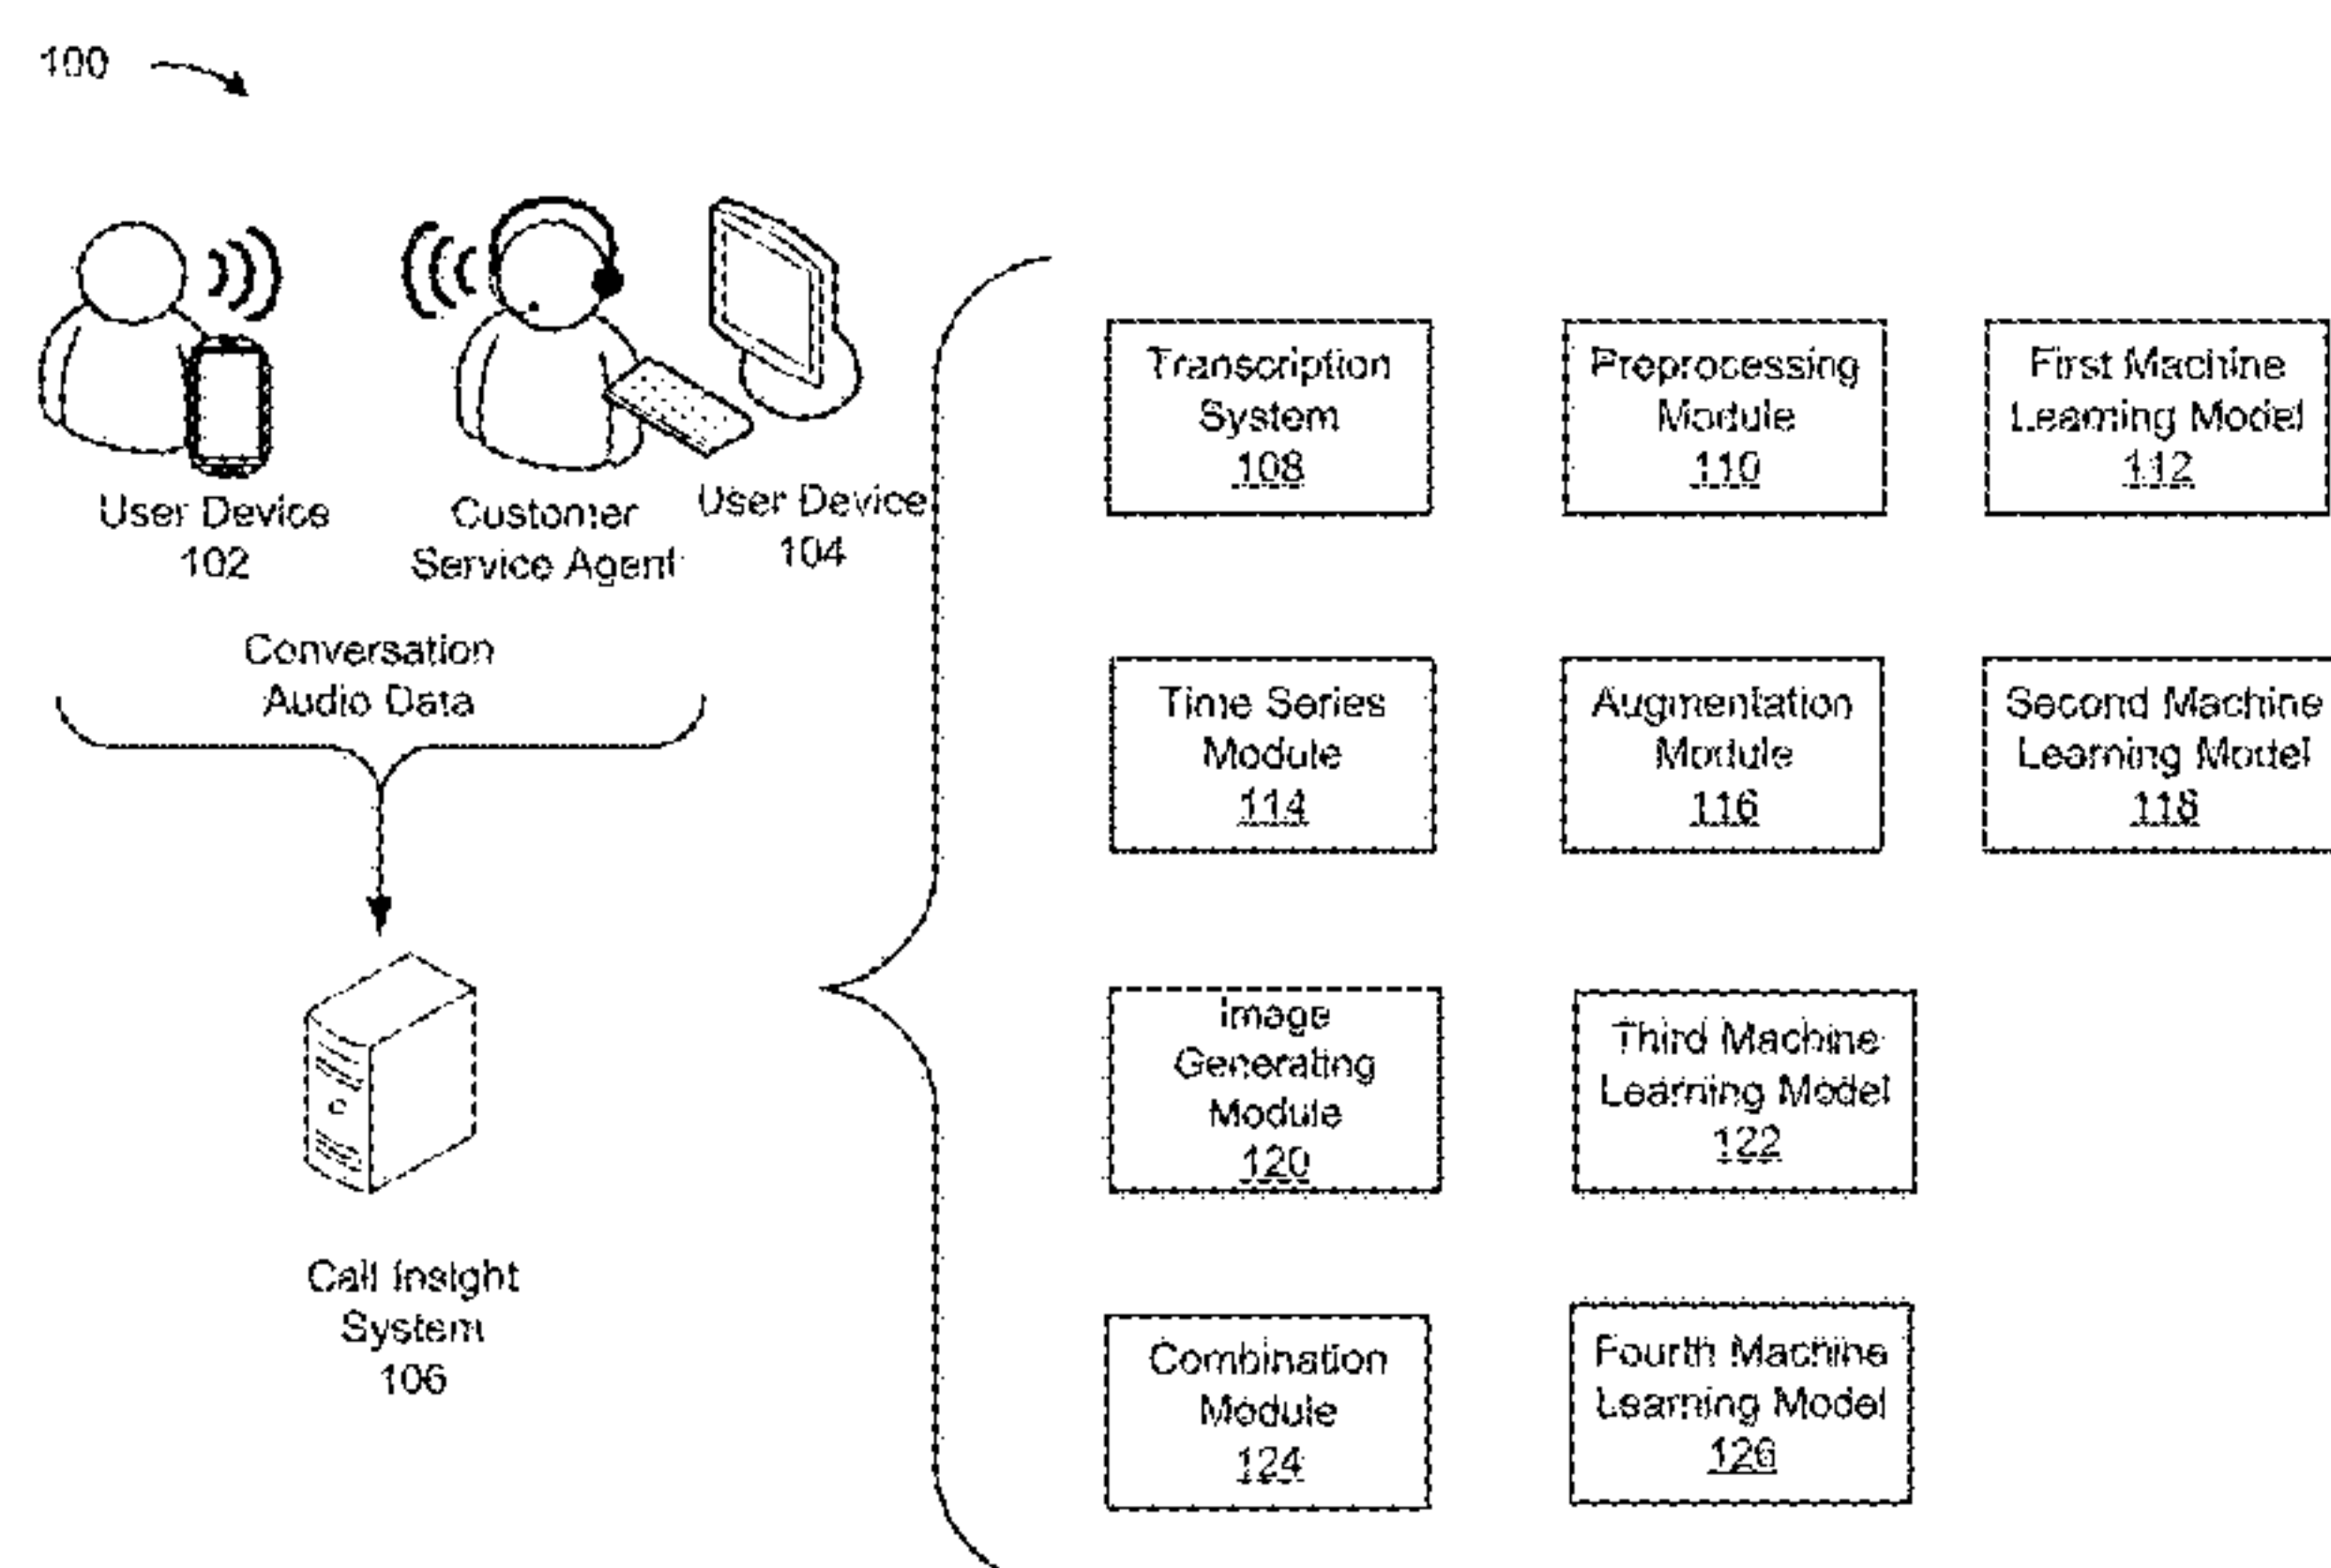 100
User Device
102
Customer
Service Agent
User Device
104
Conversation
Audio Data
Call Insight
System
106
Transcription
System
108
Preprocessing
Module
110
First Machine
Learning Model
112
Time Series
Module
114
Augmentation
Module
116
Second Machine
Learning Model
118
Image
Generating
Module
120
Third Machine
Learning Model
122
Combination
Module
124
Fourth Machine
Learning Model
126